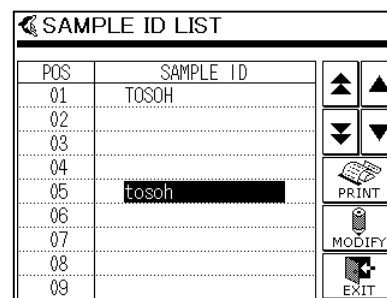 SAMPLE ID LIST
POS SAMPLE ID
01 TOSOH
02
03
04
05 tosoh
06
07
08
09
PRINT
MODIFY
EXIT